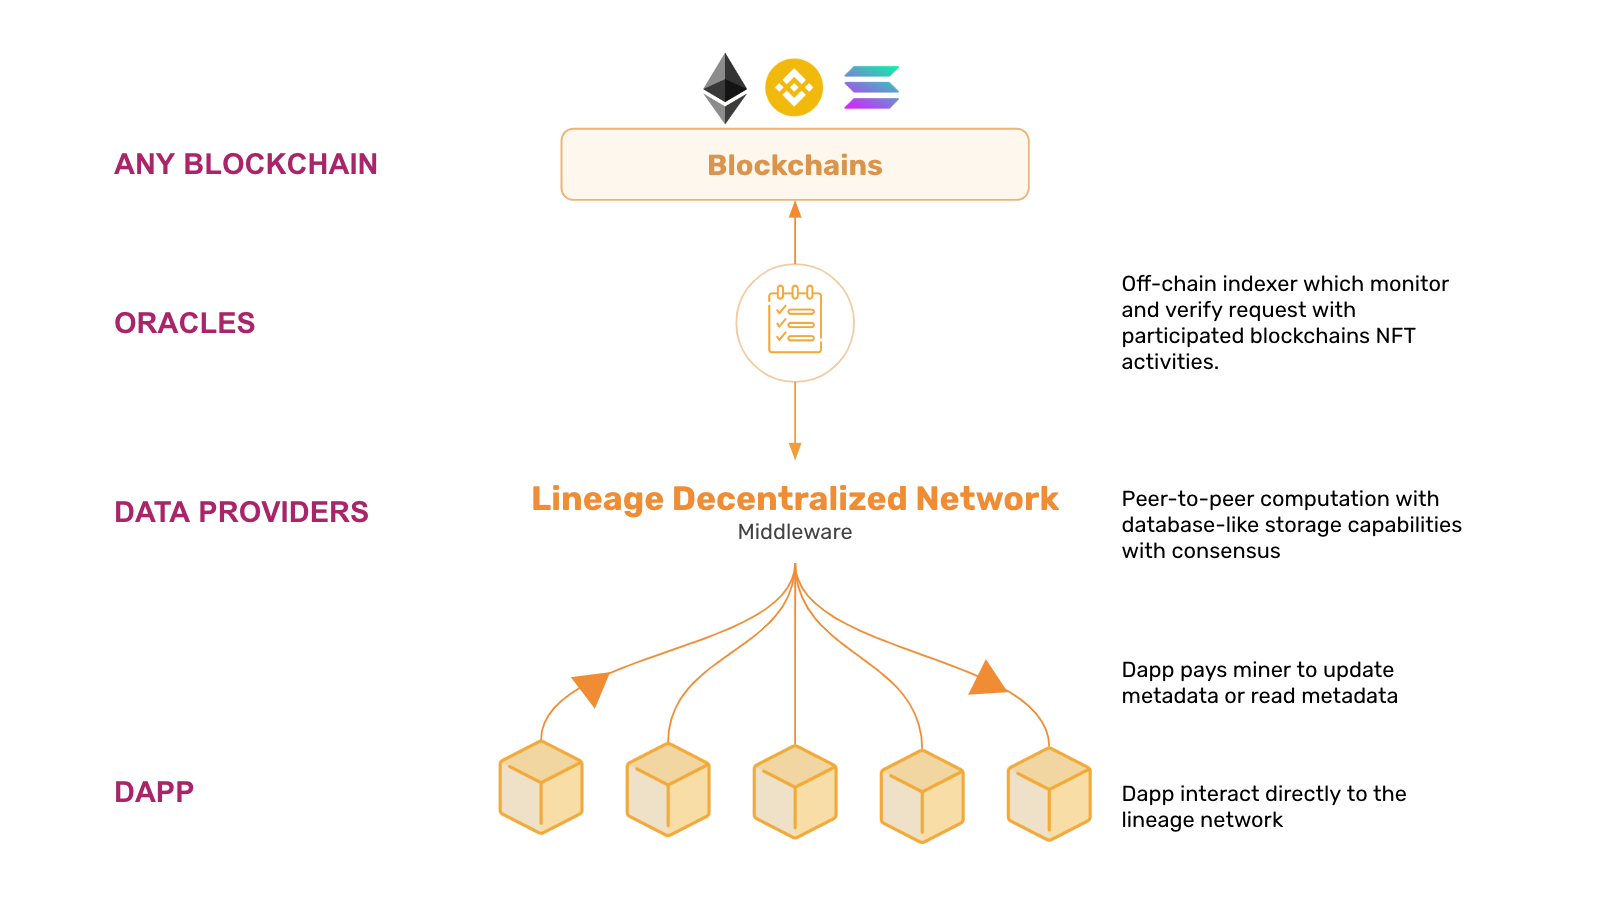 ANY BLOCKCHAIN
Blockchains
ORACLES
Off-chain indexer which monitor
and verify request with
participated blockchains NFT
activities.
DATA PROVIDERS
Lineage Decentralized Network
Middleware
Peer-to-peer computation with
database-like storage capabilities
with consensus
Dapp pays miner to update
metadata or read metadata
DAPP
Dapp interact directly to the
lineage network